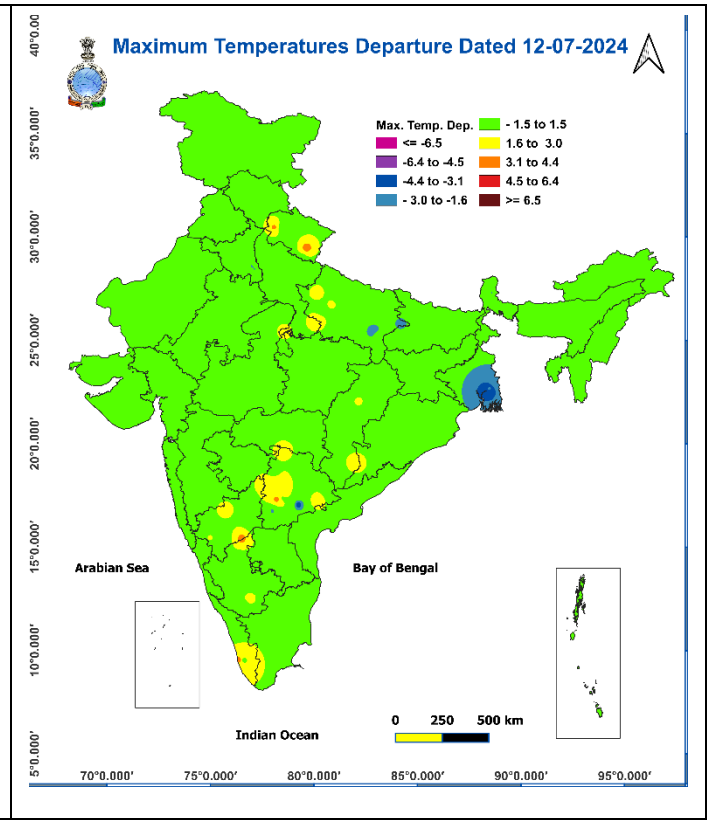 Maximum Temperatures Departure Dated 12-07-2024
Max. Temp. Dep.
<= -6.5
-6.4 to -4.5
-4.4 to -3.1
- 3.0 to -1.6
- 1.5 to 1.5
1.6 to 3.0
3.1 to 4.4
4.5 to 6.4
>= 6.5
40°0.00
35°0.000'
30°0.000'
25°0.000'
20°0.000'
15°0.000'
10°0.000'
5°0.000'
Arabian Sea
Bay of Bengal
Indian Ocean
0 250 500 km
70°0.000' 75°0.000' 80°0.000' 85°0.000' 90°0.000' 95°0.000'